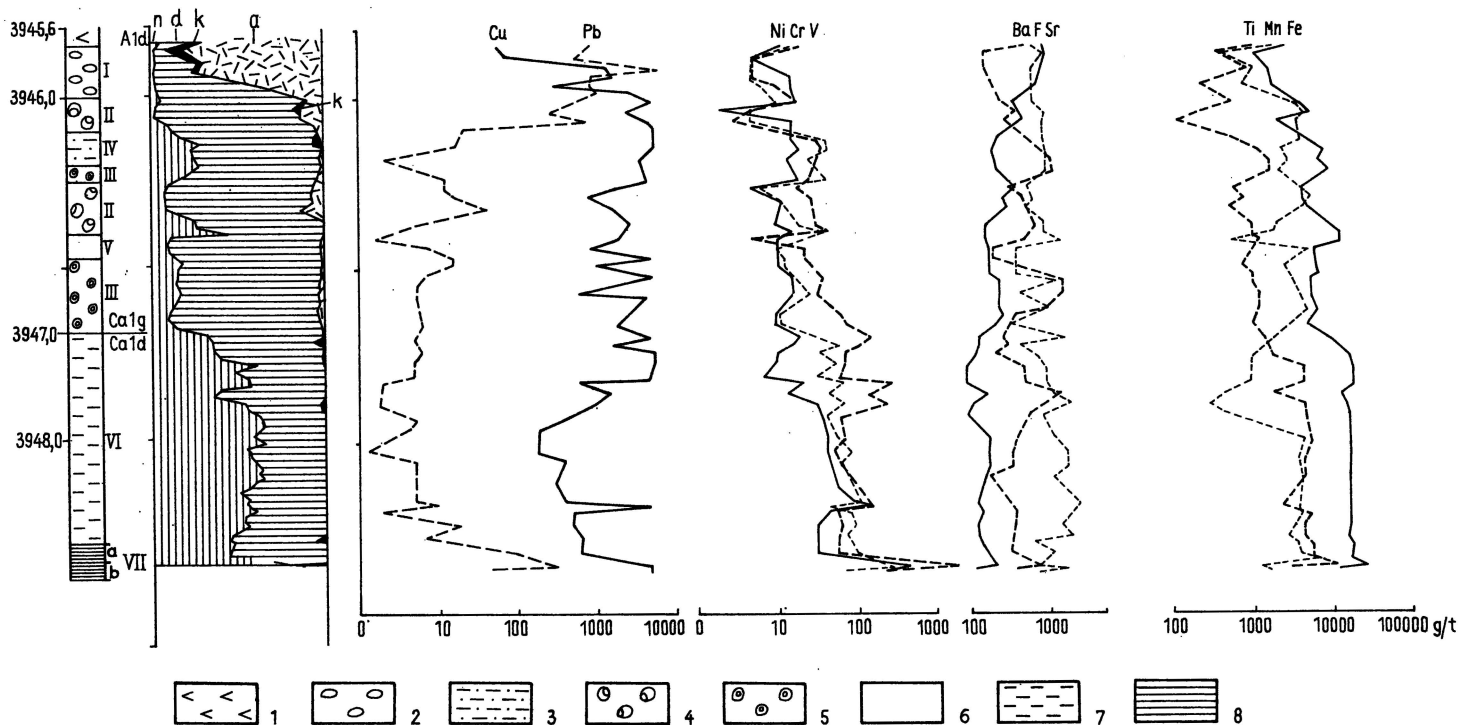 3945,6
3946,0
3947,0
3948,0
I
II
IV
III
II
V
III
VI
VII
a
b
A1d
Ca1g
Ca1d
n d k a
k
Cu Pb
Ni Cr V
Ba F Sr
Ti Mn Fe
0 10 100 1000 10000
0 10 100 1000
100 1000
100 1000 10000 100000 g/t
1 2 3 4 5 6 7 8